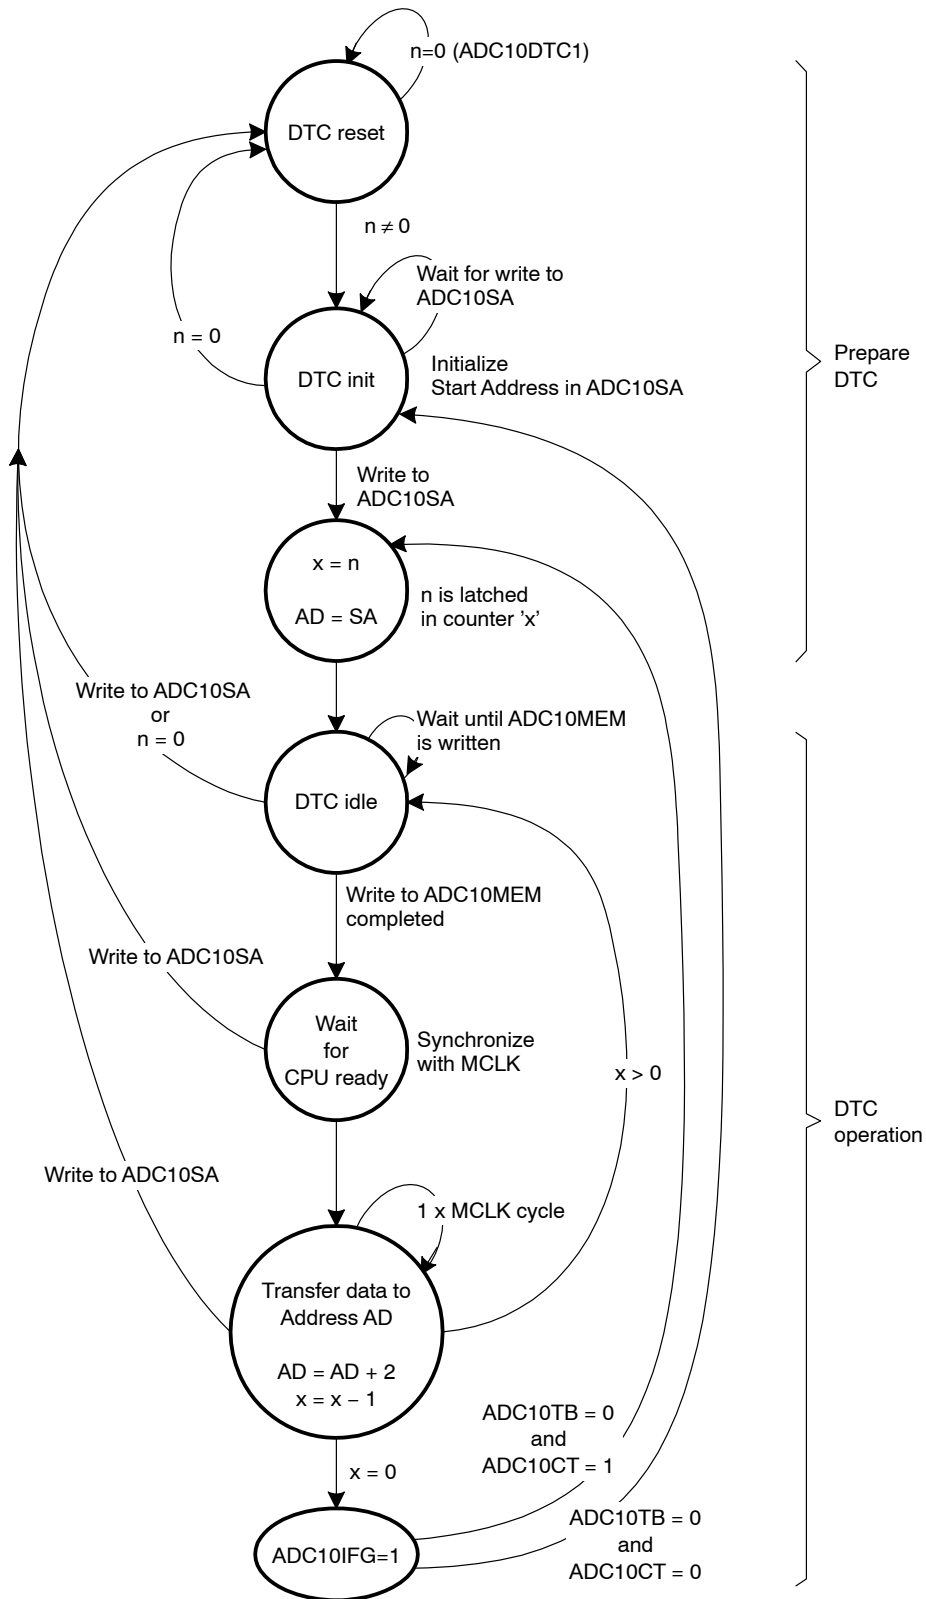 n=0 (ADC10DTC1)
DTC reset
n ≠ 0
Wait for write to
ADC10SA
n = 0
DTC init
Initialize
Start Address in ADC10SA
Prepare
DTC
Write to
ADC10SA
x = n
AD = SA
n is latched
in counter ’x’
Write to ADC10SA
or
n = 0
Wait until ADC10MEM
is written
DTC idle
Write to ADC10MEM
completed
Write to ADC10SA
Wait
for
CPU ready
Synchronize
with MCLK
x > 0
DTC
operation
Write to ADC10SA
1 x MCLK cycle
Transfer data to
Address AD
AD = AD + 2
x = x − 1
ADC10TB = 0
and
ADC10CT = 1
x = 0
ADC10IFG=1
ADC10TB = 0
and
ADC10CT = 0